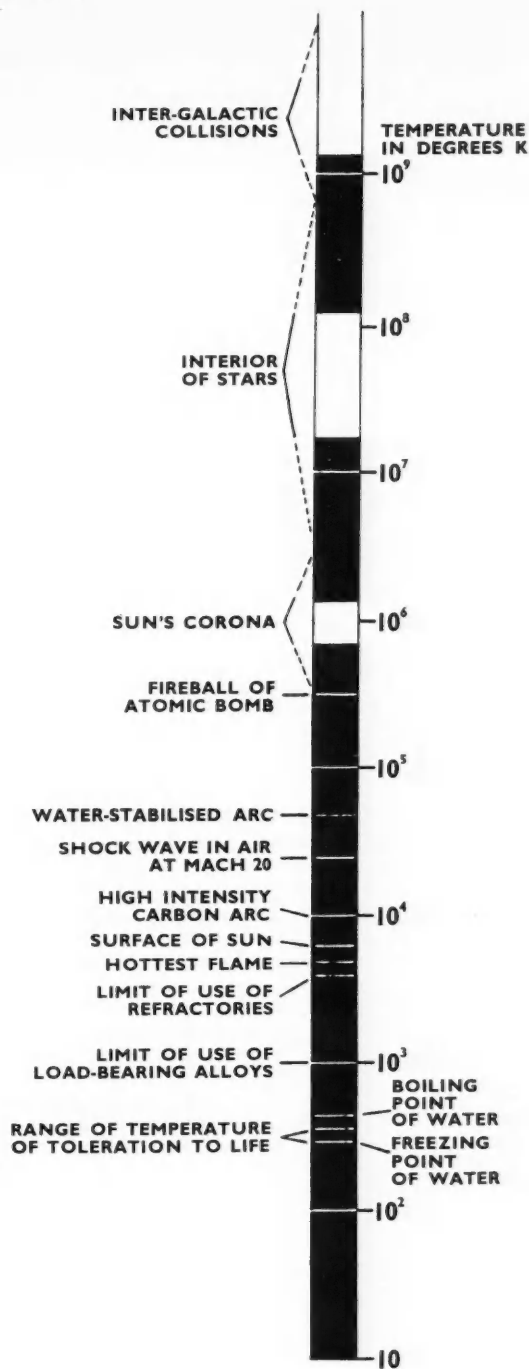 INTER-GALACTIC
COLLISIONS
TEMPERATURE
IN DEGREES K
10⁹
10⁸
INTERIOR
OF STARS
10⁷
SUN'S CORONA
10⁶
FIREBALL OF
ATOMIC BOMB
10⁵
WATER-STABILISED ARC
SHOCK WAVE IN AIR
AT MACH 20
HIGH INTENSITY
CARBON ARC
10⁴
SURFACE OF SUN
HOTTEST FLAME
LIMIT OF USE OF
REFRACTORIES
LIMIT OF USE OF
LOAD-BEARING ALLOYS
10³
BOILING
POINT
OF WATER
RANGE OF TEMPERATURE
OF TOLERATION TO LIFE
FREEZING
POINT
OF WATER
10²
10